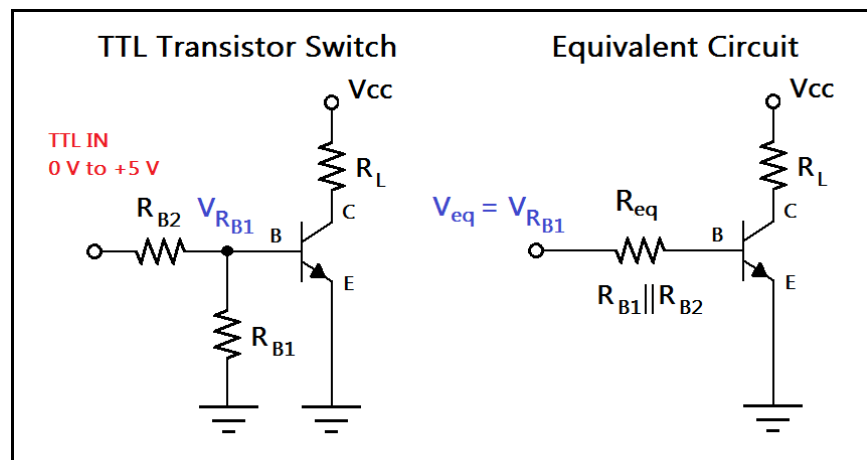 TTL Transistor Switch
Vcc
TTL IN
0 V to +5 V
RL
RB2
VRB1
C
B
E
RB1
Equivalent Circuit
Vcc
RL
Veq = VRB1
Req
C
B
E
RB1||RB2